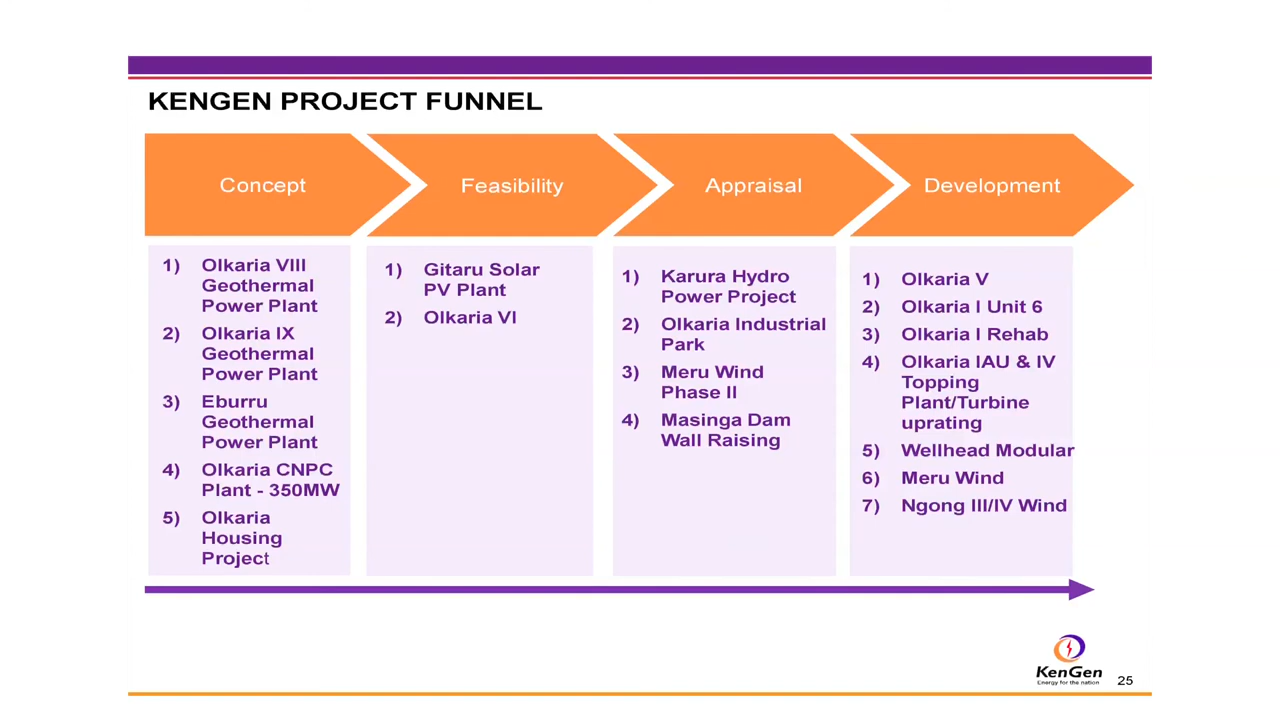 KENGEN PROJECT FUNNEL
Concept
Feasibility
Appraisal
Development
1) Olkaria VIII
Geothermal
Power Plant
2) Olkaria IX
Geothermal
Power Plant
3) Eburru
Geothermal
Power Plant
4) Olkaria CNPC
Plant - 350MW
5) Olkaria
Housing
Project
1) Gitaru Solar
PV Plant
2) Olkaria VI
1) Karura Hydro
Power Project
2) Olkaria Industrial
Park
3) Meru Wind
Phase II
4) Masinga Dam
Wall Raising
1) Olkaria V
2) Olkaria I Unit 6
3) Olkaria I Rehab
4) Olkaria IAU & IV
Topping
Plant/Turbine
uprating
5) Wellhead Modular
6) Meru Wind
7) Ngong III/IV Wind
KenGen
Energy for the nation
25